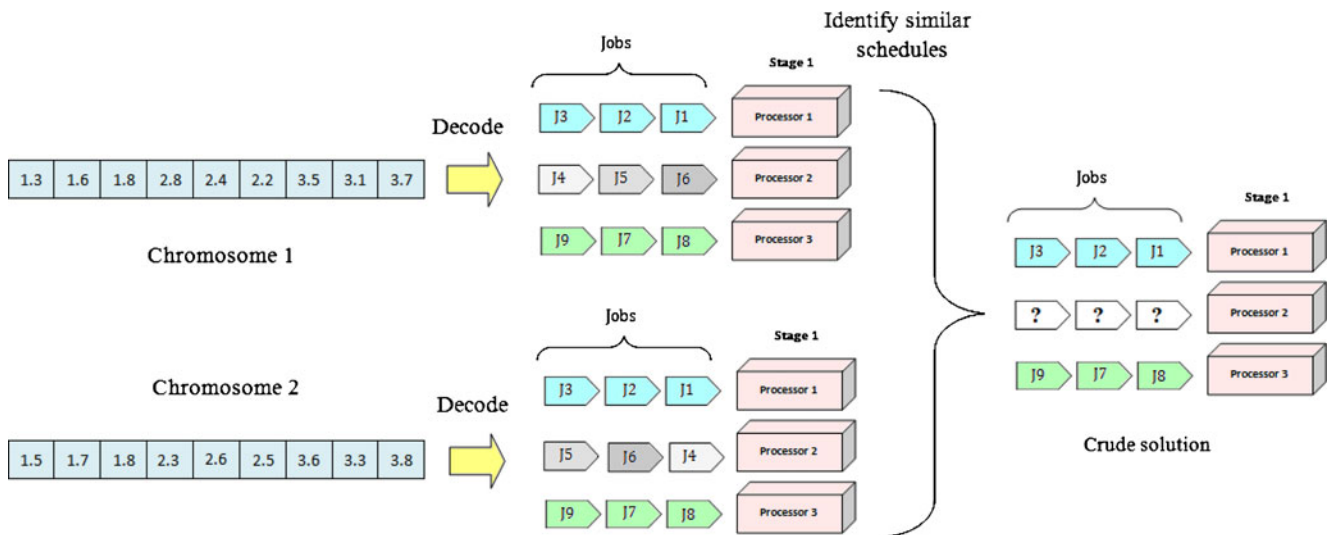 Identify similar
schedules
Jobs
Stage 1
J3 J2 J1 Processor 1
Decode
1.3 1.6 1.8 2.8 2.4 2.2 3.5 3.1 3.7
J4 J5 J6 Processor 2
J9 J7 J8 Processor 3
Chromosome 1
Jobs
Stage 1
J3 J2 J1 Processor 1
? ? ? Processor 2
J9 J7 J8 Processor 3
Crude solution
Jobs
Stage 1
Chromosome 2
Decode
J3 J2 J1 Processor 1
1.5 1.7 1.8 2.3 2.6 2.5 3.6 3.3 3.8
J5 J6 J4 Processor 2
J9 J7 J8 Processor 3